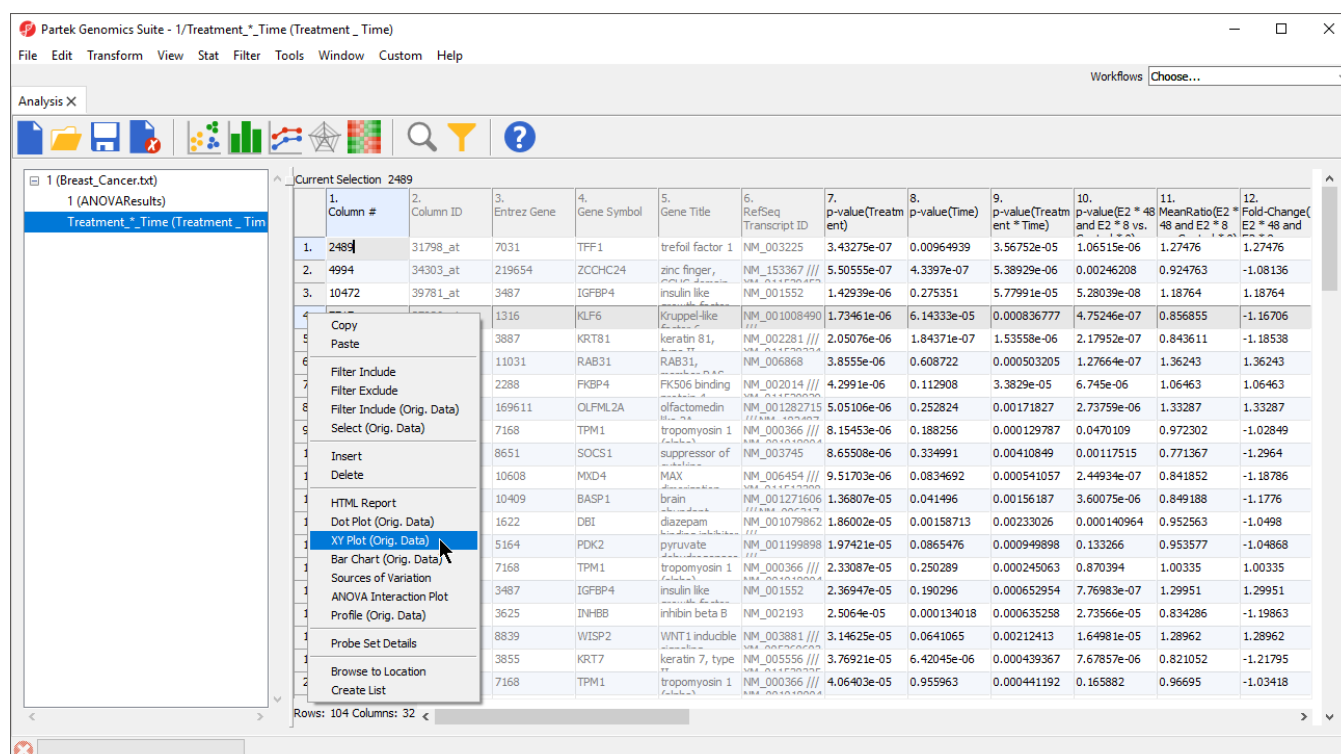 Partek Genomics Suite - 1/Treatment_*_Time (Treatment _ Time)
File Edit Transform View Stat Filter Tools Window Custom Help
Workflows Choose...
Analysis X
1 (Breast_Cancer.txt)
1 (ANOVAResults)
Treatment_*_Time (Treatment _ Tim
Current Selection 2489
1. 2. 3. 4. 5. 6. 7. 8. 9. 10. 11. 12.
Column # Column ID Entrez Gene Gene Symbol Gene Title RefSeq p-value(Treatm p-value(Time) p-value(Treatm p-value(E2 * 48 MeanRatio(E2 * Fold-Change(
Transcript ID ent) ent * Time) and E2 * 8 vs. 48 and E2 * 8 E2 * 48 and
1. 2489 31798_at 7031 TFF1 trefoil factor 1 NM_003225 3.43275e-07 0.00964939 3.56752e-05 1.06515e-06 1.27476 1.27476
2. 4994 34303_at 219654 ZCCHC24 zinc finger, NM_153367 /// 5.50555e-07 4.3397e-07 5.38929e-06 0.00246208 0.924763 -1.08136
3. 10472 39781_at 3487 IGFBP4 insulin like NM_001552 1.42939e-06 0.275351 5.77991e-05 5.28039e-08 1.18764 1.18764
1316 KLF6 Kruppel-like NM_001008490 1.73461e-06 6.14333e-05 0.000836777 4.75246e-07 0.856855 -1.16706
3887 KRT81 keratin 81, NM_002281 /// 2.05076e-06 1.84371e-07 1.53558e-06 2.17952e-07 0.843611 -1.18538
11031 RAB31 RAB31, NM_006868 3.8555e-06 0.608722 0.000503205 1.27664e-07 1.36243 1.36243
2288 FKBP4 FK506 binding NM_002014 /// 4.2991e-06 0.112908 3.3829e-05 6.745e-06 1.06463 1.06463
169611 OLFML2A olfactomedin NM_001282715 5.05106e-06 0.252824 0.00171827 2.73759e-06 1.33287 1.33287
7168 TPM1 tropomyosin 1 NM_000366 /// 8.15453e-06 0.188256 0.000129787 0.0470109 0.972302 -1.02849
8651 SOCS1 suppressor of NM_003745 8.65508e-06 0.334991 0.00410849 0.00117515 0.771367 -1.2964
10608 MXD4 MAX NM_006454 /// 9.51703e-06 0.0834692 0.000541057 2.44934e-07 0.841852 -1.18786
10409 BASP1 brain NM_001271606 1.36807e-05 0.041496 0.00156187 3.60075e-06 0.849188 -1.1776
1622 DBI diazepam NM_001079862 1.86002e-05 0.00158713 0.00233026 0.000140964 0.952563 -1.0498
5164 PDK2 pyruvate NM_001199898 1.97421e-05 0.0865476 0.000949898 0.133266 0.953577 -1.04868
7168 TPM1 tropomyosin 1 NM_000366 /// 2.33087e-05 0.250289 0.000245063 0.870394 1.00335 1.00335
3487 IGFBP4 insulin like NM_001552 2.36947e-05 0.190296 0.000652954 7.76983e-07 1.29951 1.29951
3625 INHBB inhibin beta B NM_002193 2.5064e-05 0.000134018 0.000635258 2.73566e-05 0.834286 -1.19863
8839 WISP2 WNT1 inducible NM_003881 /// 3.14625e-05 0.0641065 0.00212413 1.64981e-05 1.28962 1.28962
3855 KRT7 keratin 7, type NM_005556 /// 3.76921e-05 6.42045e-06 0.000439367 7.67857e-06 0.821052 -1.21795
7168 TPM1 tropomyosin 1 NM_000366 /// 4.06403e-05 0.955963 0.000441192 0.165882 0.96695 -1.03418
Copy
Paste
Filter Include
Filter Exclude
Filter Include (Orig. Data)
Select (Orig. Data)
Insert
Delete
HTML Report
Dot Plot (Orig. Data)
XY Plot (Orig. Data)
Bar Chart (Orig. Data)
Sources of Variation
ANOVA Interaction Plot
Profile (Orig. Data)
Probe Set Details
Browse to Location
Create List
Rows: 104 Columns: 32